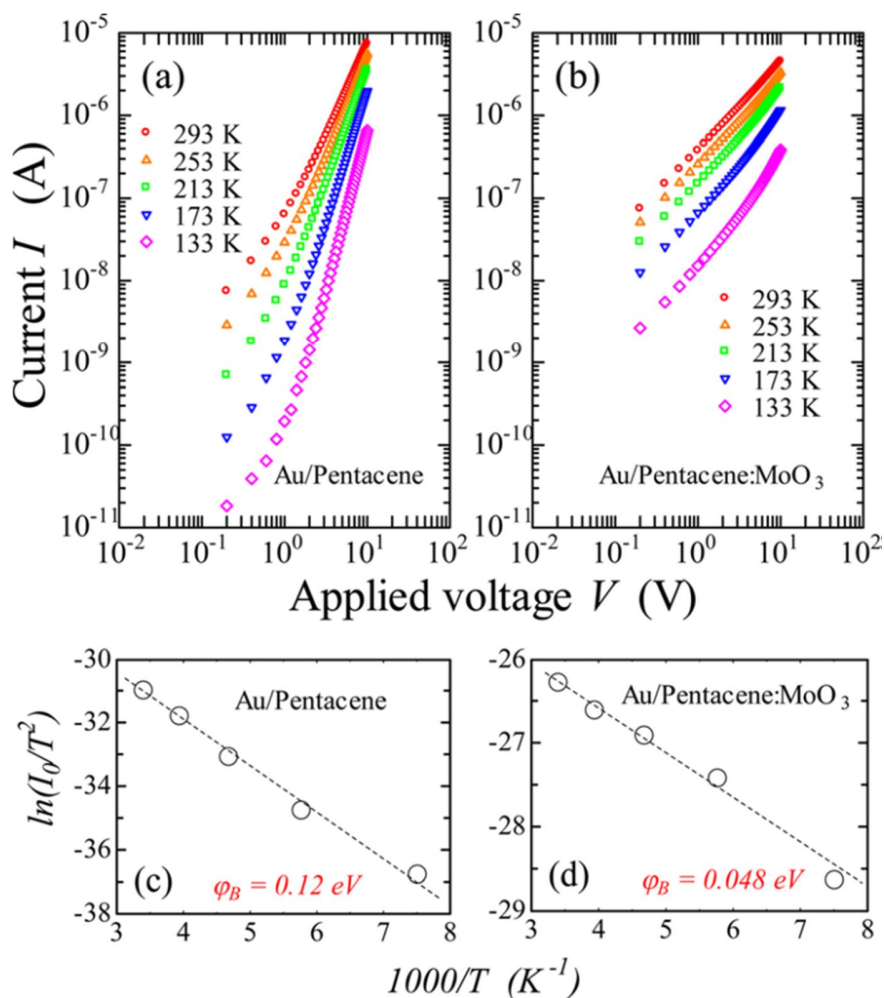 (a)
293 K
253 K
213 K
173 K
133 K
Au/Pentacene
10⁻⁵
10⁻⁶
10⁻⁷
10⁻⁸
10⁻⁹
10⁻¹⁰
10⁻¹¹
Current I (A)
10⁻² 10⁻¹ 10⁰ 10¹ 10²
(b)
293 K
253 K
213 K
173 K
133 K
Au/Pentacene:MoO₃
10⁻² 10⁻¹ 10⁰ 10¹ 10²
Applied voltage V (V)
-30
-32
-34
-36
-38
ln(I₀/T²)
Au/Pentacene
(c)
φ_B = 0.12 eV
3 4 5 6 7 8
-26
-27
-28
-29
Au/Pentacene:MoO₃
(d)
φ_B = 0.048 eV
3 4 5 6 7 8
1000/T (K⁻¹)